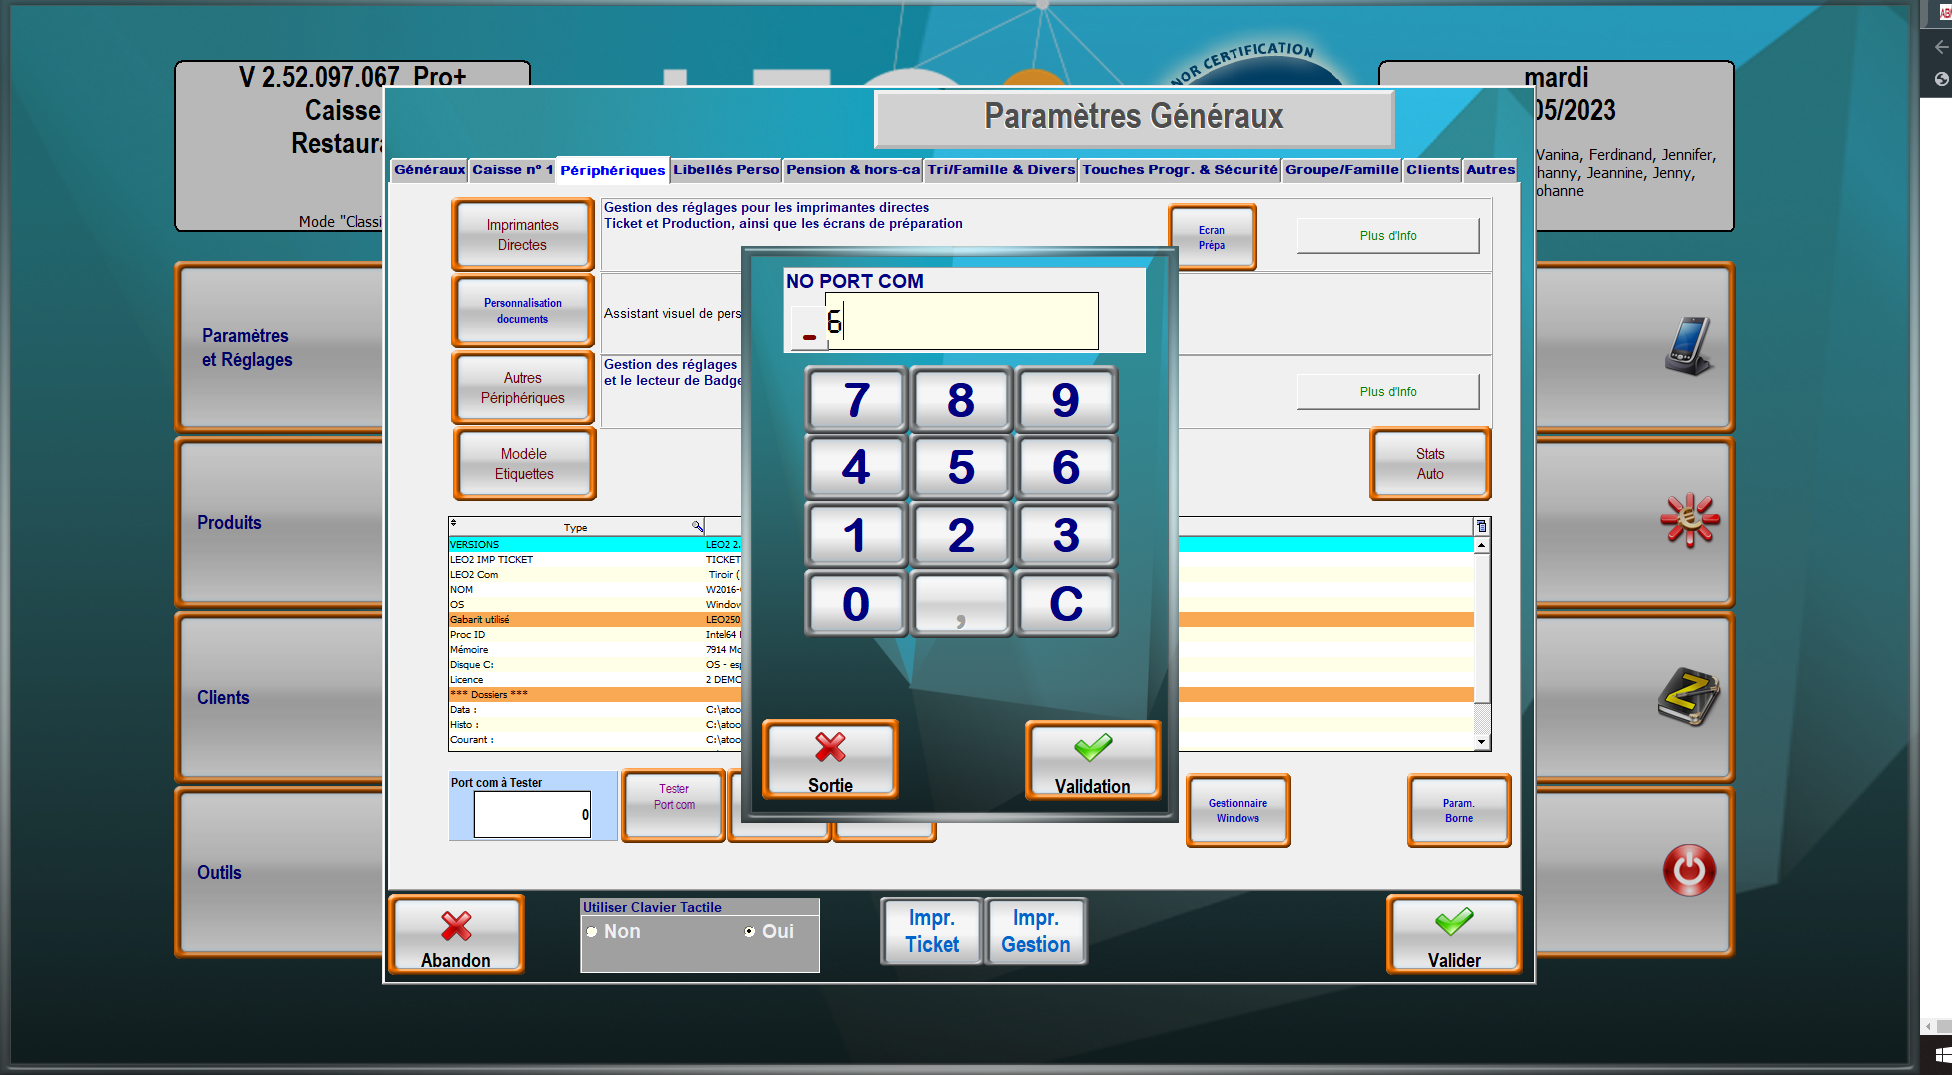 NOR CERTIFICATION
V 2.52.097.067 Pro+
Caisse
Restaur
Mode "Classi
mardi
05/2023
Vanina, Ferdinand, Jennifer,
hanny, Jeannine, Jenny,
ohanne
Paramètres Généraux
Généraux
Caisse n° 1
Périphériques
Libellés Perso
Pension & hors-ca
Tri/Famille & Divers
Touches Progr. & Sécurité
Groupe/Famille
Clients
Autres
Imprimantes
Directes
Gestion des réglages pour les imprimantes directes
Ticket et Production, ainsi que les écrans de préparation
Ecran
Prépa
Plus d'Info
Personnalisation
documents
Assistant visuel de pers
Autres
Périphériques
Gestion des réglages
et le lecteur de Badge
Plus d'Info
Modèle
Etiquettes
Stats
Auto
Type
VERSIONS LEO2 2.
LEO2 IMP TICKET TICKET
LEO2 Com Tiroir (
NOM W2016-
OS Window
Gabarit utilisé LEO250
Proc ID Intel64
Mémoire 7914 Mo
Disque C: OS - esp
Licence 2 DEMO
*** Dossiers ***
Data : C:\atoo
Histo : C:\atoo
Courant : C:\atoo
Port com à Tester
0
Tester
Port com
Gestionnaire
Windows
Param.
Borne
NO PORT COM
- 6
7 8 9
4 5 6
1 2 3
0 , C
Sortie
Validation
Abandon
Utiliser Clavier Tactile
Non Oui
Impr.
Ticket
Impr.
Gestion
Valider
Paramètres
et Réglages
Produits
Clients
Outils
Z